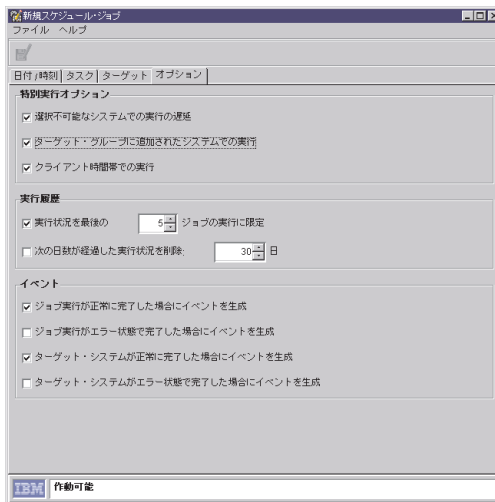 新規スケジュール・ジョブ
ファイル ヘルプ
日付/時刻 タスク ターゲット オプション
特別実行オプション
選択不可能なシステムでの実行の遅延
ターゲット・グループに追加されたシステムでの実行
クライアント時間帯での実行
実行履歴
実行状況を最後の 5 ジョブの実行に限定
次の日数が経過した実行状況を削除: 30 日
イベント
ジョブ実行が正常に完了した場合にイベントを生成
ジョブ実行がエラー状態で完了した場合にイベントを生成
ターゲット・システムが正常に完了した場合にイベントを生成
ターゲット・システムがエラー状態で完了した場合にイベントを生成
IBM 作動可能